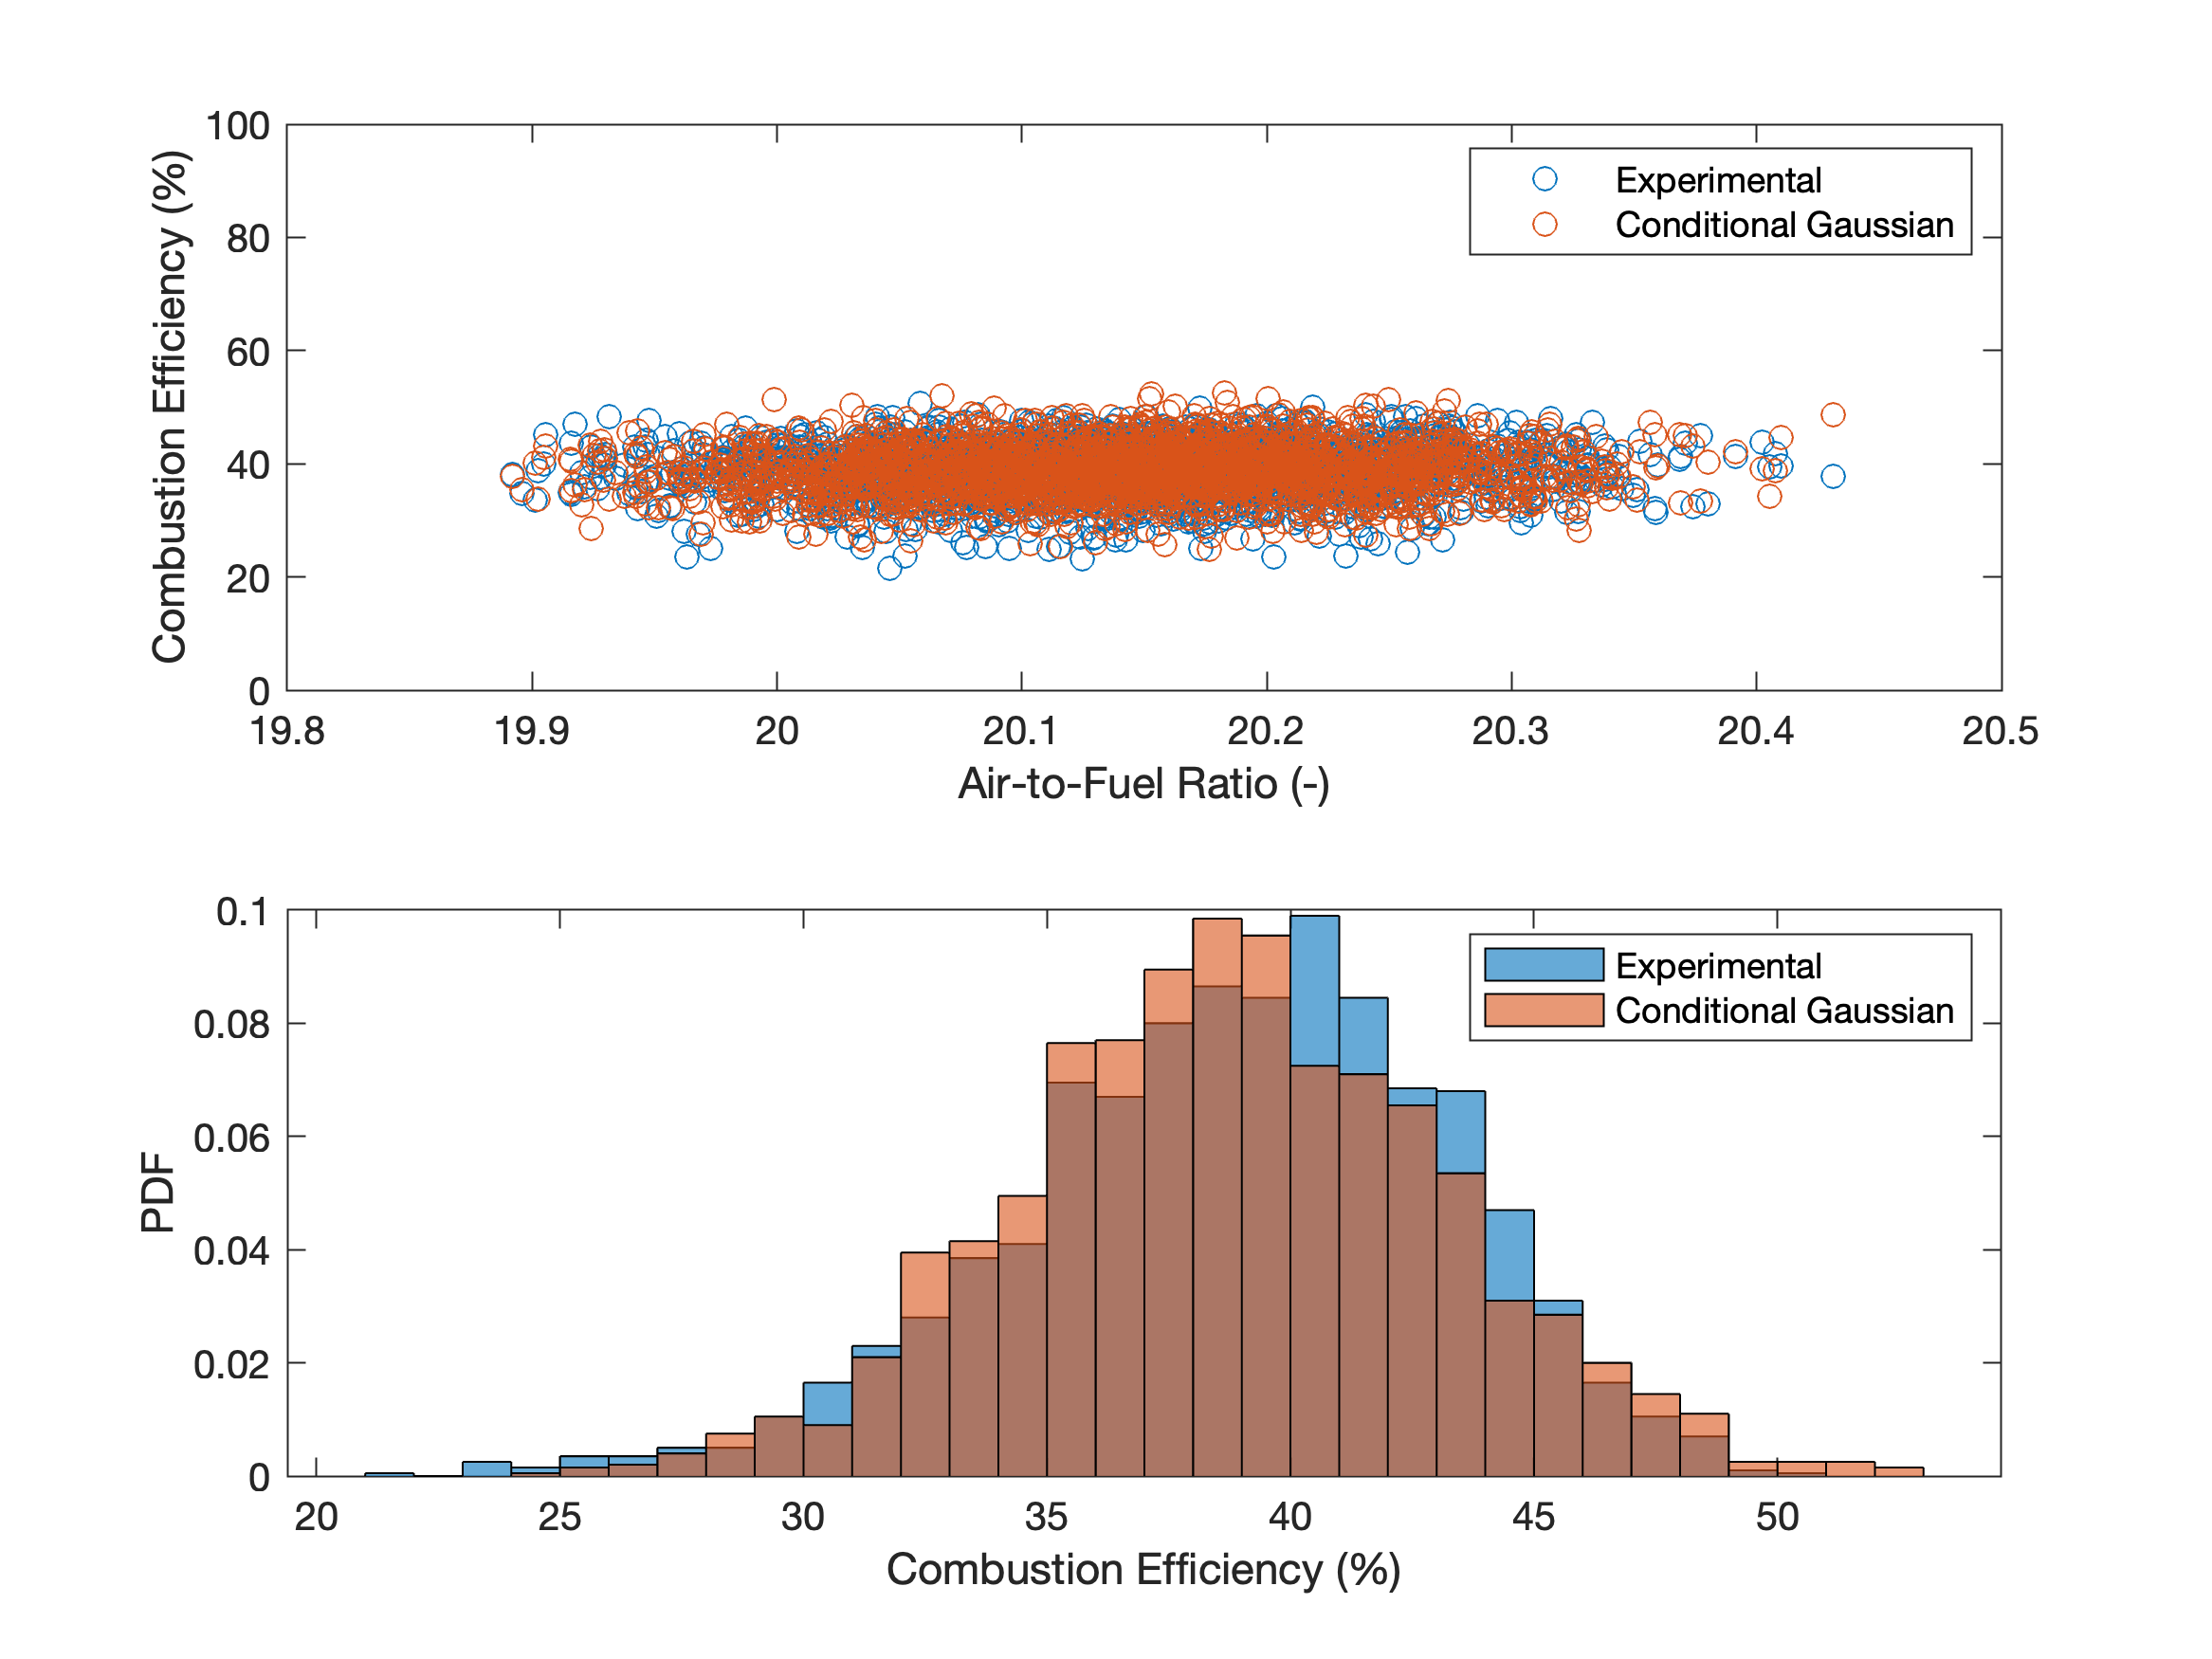 100
80
60
40
20
0
Combustion Efficiency (%)
Experimental
Conditional Gaussian
19.8 19.9 20 20.1 20.2 20.3 20.4 20.5
Air-to-Fuel Ratio (-)
0.1
0.08
0.06
0.04
0.02
0
PDF
Experimental
Conditional Gaussian
20 25 30 35 40 45 50
Combustion Efficiency (%)